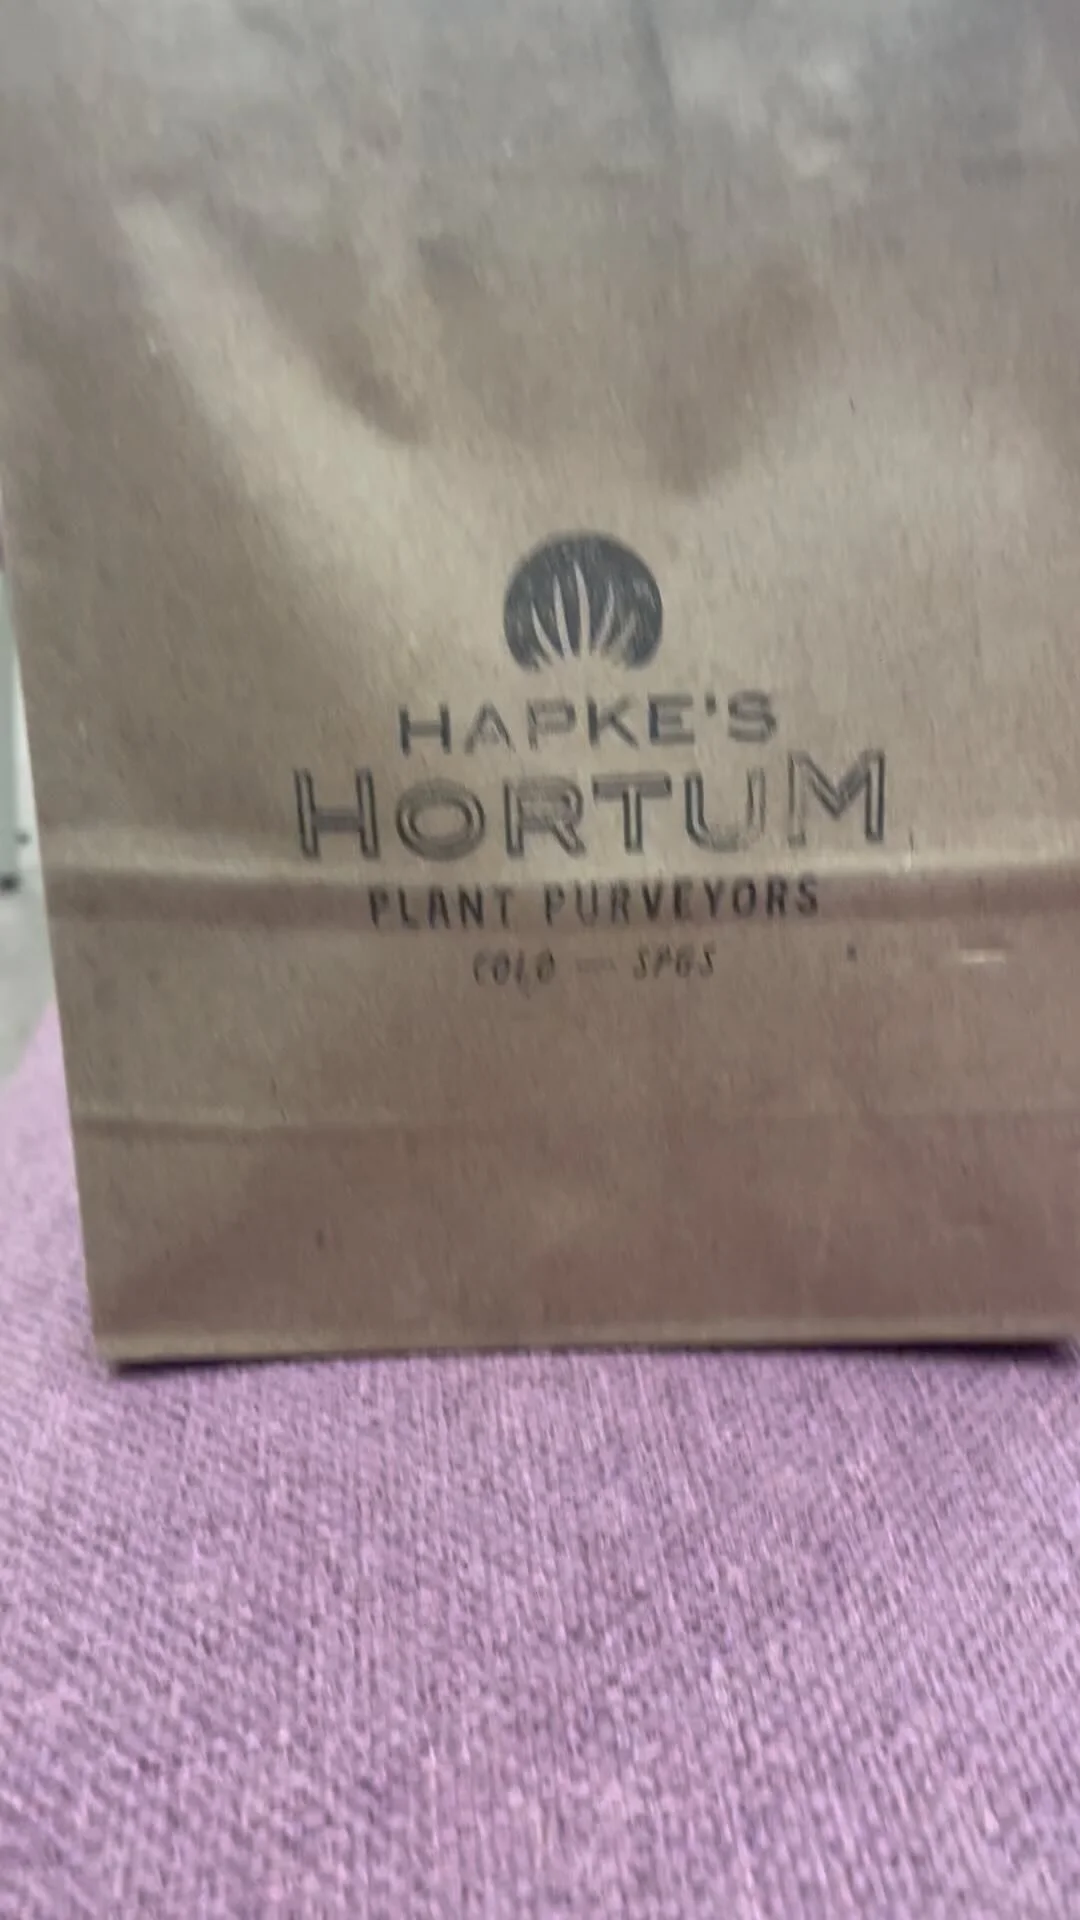 HAPKE'S
HORTUM
PLANT PURVEYORS
COLO — SPGS